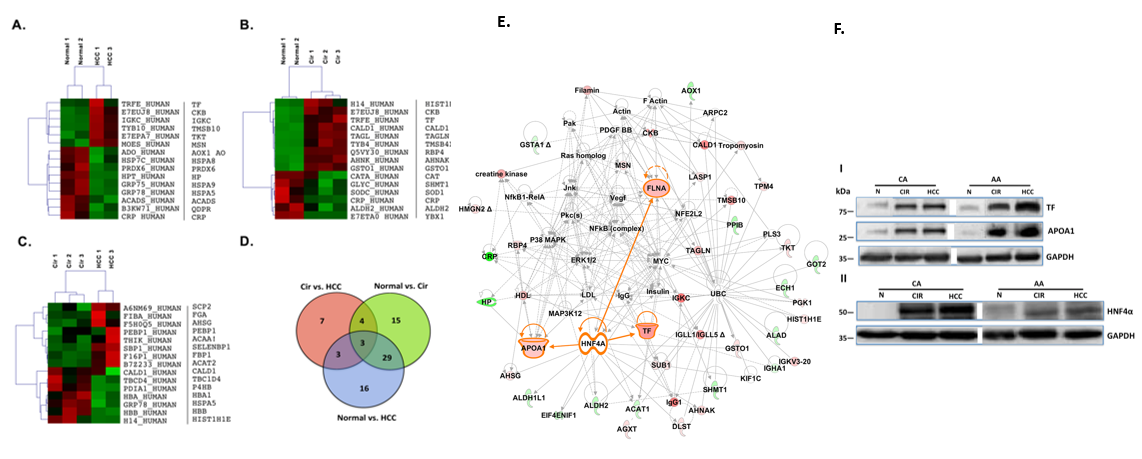 A.
Normal 1
Normal 2
HCC 1
HCC 3
TRFE_HUMAN TF
E7EUJ8_HUMAN CKB
IGKC_HUMAN IGKC
TYB10_HUMAN TMSB10
E7EPA7_HUMAN TKT
MOES_HUMAN MSN
ADO_HUMAN AOX1 AO
HSP7C_HUMAN HSPA8
PRDX6_HUMAN PRDX6
HPT_HUMAN HP
GRP75_HUMAN HSPA9
GRP78_HUMAN HSPA5
ACADS_HUMAN ACADS
B3KW71_HUMAN QDPR
CRP_HUMAN CRP
B.
Normal 1
Normal 2
Cir 1
Cir 2
Cir 3
H14_HUMAN HIST1
E7EUJ8_HUMAN CKB
TRFE_HUMAN TF
CALD1_HUMAN CALD1
TAGL_HUMAN TAGLN
TYB4_HUMAN TMSB4
Q5VY30_HUMAN RBP4
AHNK_HUMAN AHNAK
GSTO1_HUMAN GSTO1
CATA_HUMAN CAT
GLYC_HUMAN SHMT1
SODC_HUMAN SOD1
CRP_HUMAN CRP
ALDH2_HUMAN ALDH2
E7ETA0_HUMAN YBX1
C.
Cir 1
Cir 2
Cir 3
HCC 1
HCC 3
A6NM69_HUMAN SCP2
FIBA_HUMAN FGA
F5H0Q5_HUMAN AHSG
PEBP1_HUMAN PEBP1
THIK_HUMAN ACAA1
SBP1_HUMAN SELENBP1
F16P1_HUMAN FBP1
B7Z233_HUMAN ACAT2
CALD1_HUMAN CALD1
TBCD4_HUMAN TBC1D4
PDIA1_HUMAN P4HB
HBA_HUMAN HBA1
GRP78_HUMAN HSPA5
HBB_HUMAN HBB
H14_HUMAN HIST1H1E
D.
Cir vs. HCC
Normal vs. Cir
7
4
15
3
3
29
16
Normal vs. HCC
E.
Filamin
F Actin
AOX1
Actin
ARPC2
Pak
PDGF BB
CKB
GSTA1 Δ
CALD1
Tropomyosin
Ras homolog
MSN
creatine kinase
LASP1
Jnk
FLNA
TPM4
NfkB1-RelA
Vegf
TMSB10
HMGN2 Δ
Pkc(s)
NFE2L2
PPIB
NFkB (complex)
PLS3
P38 MAPK
RBP4
TAGLN
TKT
CRP
ERK1/2
MYC
GOT2
ECH1
HP
HDL
LDL
IgG
Insulin
IGKC
UBC
PGK1
MAP3K12
HIST1H1E
TF
IGLL1/IGLL5 Δ
ALAD
APOA1
HNF4A
GSTO1
IGKV3-20
SUB1
IGHA1
AHSG
KIF1C
SHMT1
ALDH1L1
ALDH2
ACAT1
IgG1
AHNAK
EIF4ENIF1
AGXT
DLST
F.
I
CA
AA
kDa
N
CIR
HCC
N
CIR
HCC
75
TF
25
APOA1
35
GAPDH
II
CA
AA
N
CIR
HCC
N
CIR
HCC
50
HNF4α
35
GAPDH